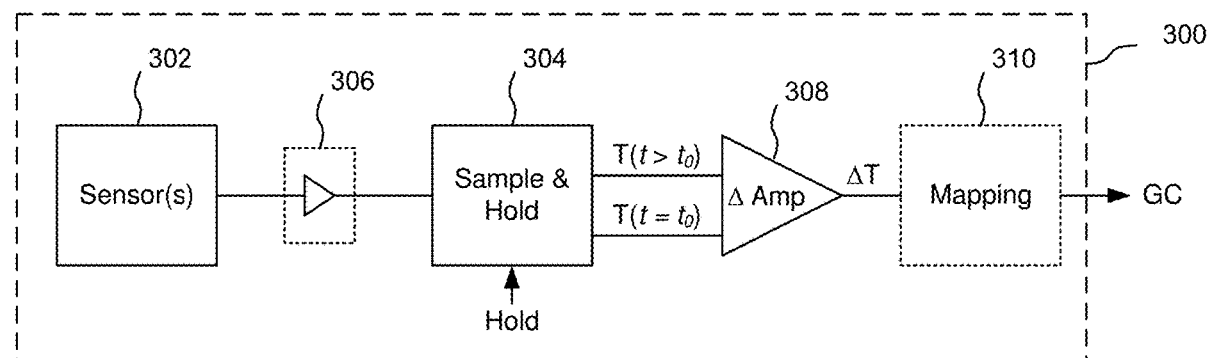 300
302
306
304
308
310
Sensor(s)
Sample &
Hold
T(t > t₀)
T(t = t₀)
Δ Amp
ΔT
Mapping
GC
Hold